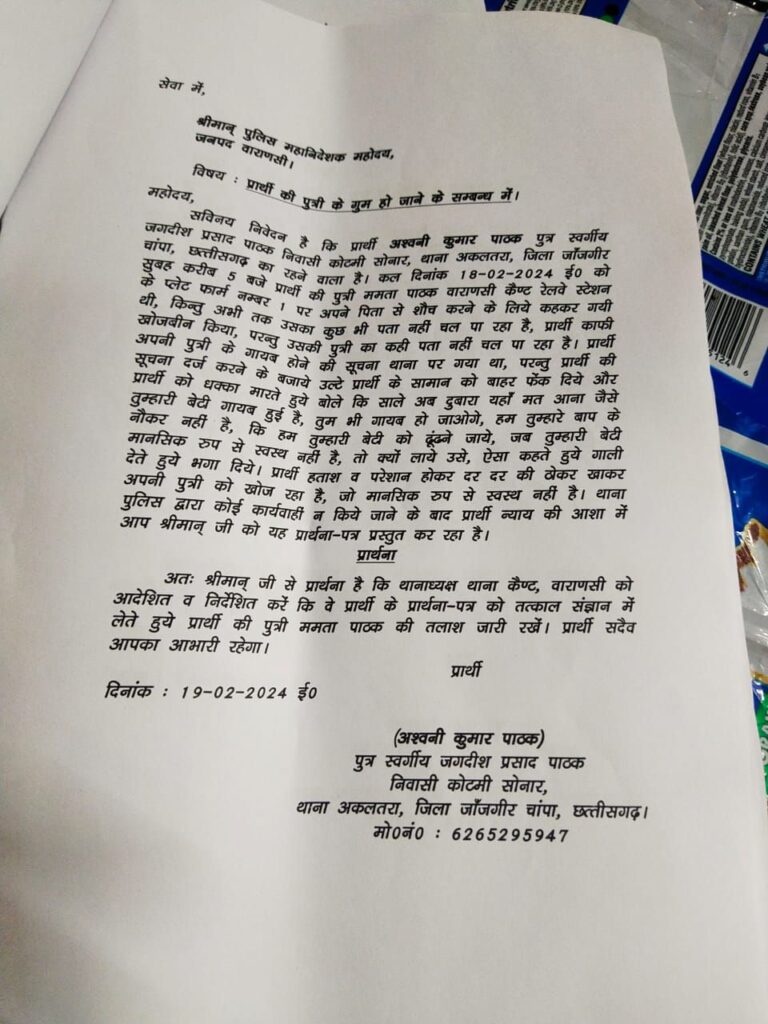 सेवा में,
श्रीमान् पुलिस महानिदेशक महोदय,
जनपद वाराणसी।
विषय : प्रार्थी की पुत्री के गुम हो जाने के सम्बन्ध में।
महोदय,
सविनय निवेदन है कि प्रार्थी अश्वनी कुमार पाठक पुत्र स्वर्गीय
जगदीश प्रसाद पाठक निवासी कोटमी सोनार, थाना अकलतरा, जिला जाँजगीर
चांपा, छत्तीसगढ़ का रहने वाला है। कल दिनांक 18-02-2024 ई0 को
सुबह करीब 5 बजे प्रार्थी की पुत्री ममता पाठक वाराणसी कैण्ट रेलवे स्टेशन
के प्लेट फार्म नम्बर 1 पर अपने पिता से शौच करने के लिये कहकर गयी
थी, किन्तु अभी तक उसका कुछ भी पता नहीं चल पा रहा है, प्रार्थी काफी
खोजबीन किया, परन्तु उसकी पुत्री का कही पता नहीं चल पा रहा है। प्रार्थी
अपनी पुत्री के गायब होने की सूचना थाना पर गया था, परन्तु प्रार्थी की
सूचना दर्ज करने के बजाये उल्टे प्रार्थी के सामान को बाहर फेंक दिये और
प्रार्थी को धक्का मारते हुये बोले कि साले अब दुबारा यहाँ मत आना जैसे
तुम्हारी बेटी गायब हुई है, तुम भी गायब हो जाओगे, हम तुम्हारे बाप के
नौकर नहीं है, कि हम तुम्हारी बेटी को ढूंढने जाये, जब तुम्हारी बेटी
मानसिक रुप से स्वस्थ नहीं है, तो क्यों लाये उसे, ऐसा कहते हुये गाली
देते हुये भगा दिये। प्रार्थी हताश व परेशान होकर दर दर की ठोकर खाकर
अपनी पुत्री को खोज रहा है, जो मानसिक रुप से स्वस्थ नहीं है। थाना
पुलिस द्वारा कोई कार्यवाहीं न किये जाने के बाद प्रार्थी न्याय की आशा में
आप श्रीमान् जी को यह प्रार्थना-पत्र प्रस्तुत कर रहा है।
प्रार्थना
अतः श्रीमान् जी से प्रार्थना है कि थानाध्यक्ष थाना कैण्ट, वाराणसी को
आदेशित व निर्देशित करें कि वे प्रार्थी के प्रार्थना-पत्र को तत्काल संज्ञान में
लेते हुये प्रार्थी की पुत्री ममता पाठक की तलाश जारी रखें। प्रार्थी सदैव
आपका आभारी रहेगा।
प्रार्थी
दिनांक : 19-02-2024 ई0
(अश्वनी कुमार पाठक)
पुत्र स्वर्गीय जगदीश प्रसाद पाठक
निवासी कोटमी सोनार,
थाना अकलतरा, जिला जाँजगीर चांपा, छत्तीसगढ़।
मो0नं0 : 6265295947